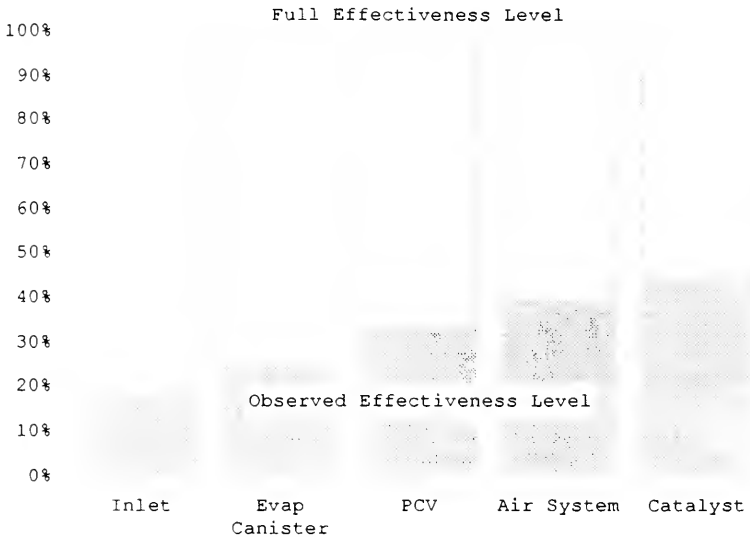 Full Effectiveness Level
100%
90%
80%
70%
60%
50%
40%
30%
20%
Observed Effectiveness Level
10%
0%
Inlet Evap PCV Air System Catalyst
Canister